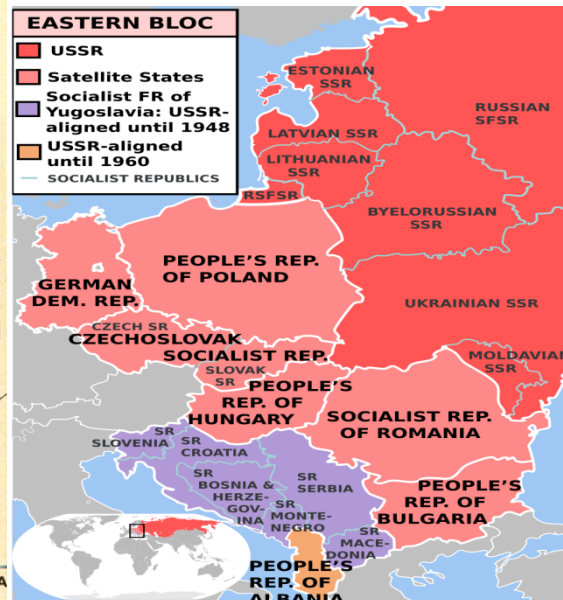 EASTERN BLOC
USSR
Satellite States
Socialist FR of
Yugoslavia: USSR-
aligned until 1948
USSR-aligned
until 1960
SOCIALIST REPUBLICS
ESTONIAN
SSR
RUSSIAN
SFSR
LATVIAN SSR
LITHUANIAN
SSR
RSFSR
BYELORUSSIAN
SSR
PEOPLE'S REP.
OF POLAND
GERMAN
DEM. REP.
UKRAINIAN SSR
CZECH SR
CZECHOSLOVAK
SOCIALIST REP.
MOLDAVIAN
SSR
SLOVAK
SR
PEOPLE'S
REP. OF
HUNGARY
SOCIALIST REP.
OF ROMANIA
SR
SLOVENIA
SR
CROATIA
SR
BOSNIA &
HERZE-
GOV-
INA
SR
SERBIA
PEOPLE'S
REP. OF
BULGARIA
SR
MONTE-
NEGRO
SR
MACE-
DONIA
PEOPLE'S
REP. OF
ALBANIA
A